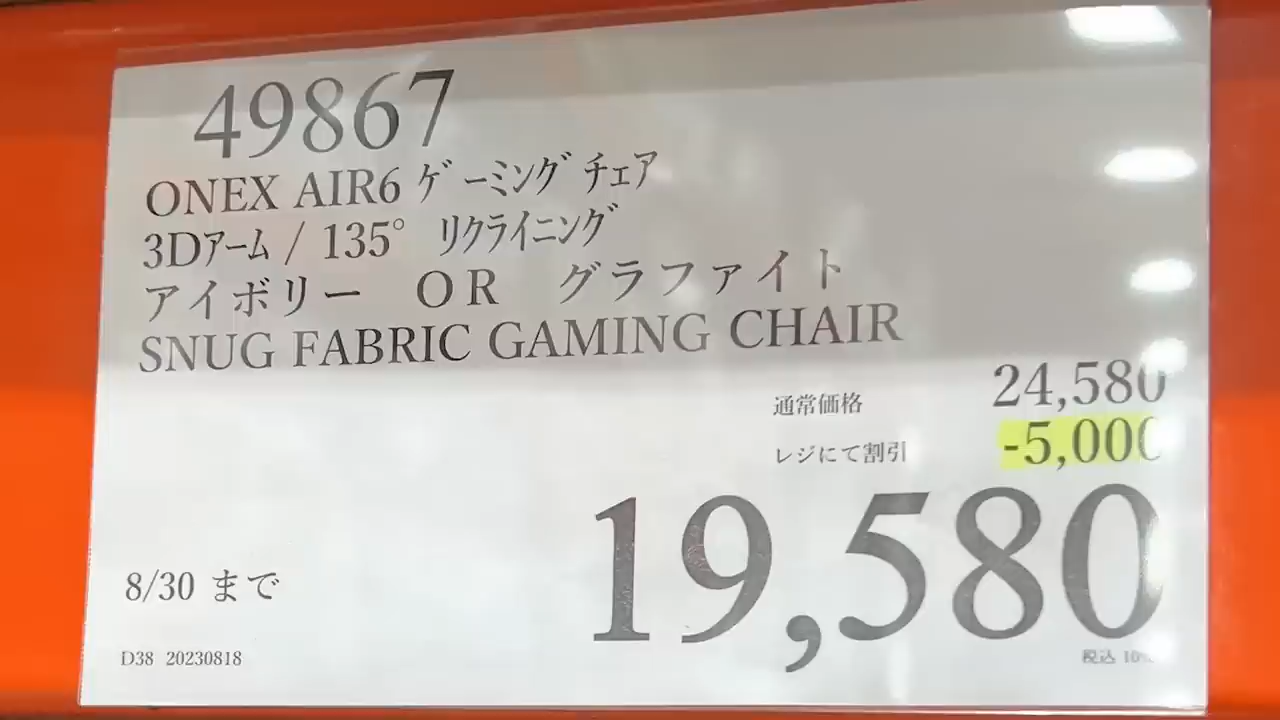 49867
ONEX AIR6 ｹﾞｰﾐﾝｸﾞﾁｪｱ
3Dｱｰﾑ / 135° ﾘｸﾗｲﾆﾝｸﾞ
アイボリー　ＯＲ　グラファイト
SNUG FABRIC GAMING CHAIR
通常価格 24,580
レジにて割引 -5,000
19,580
8/30 まで
税込 10%
D38 20230818